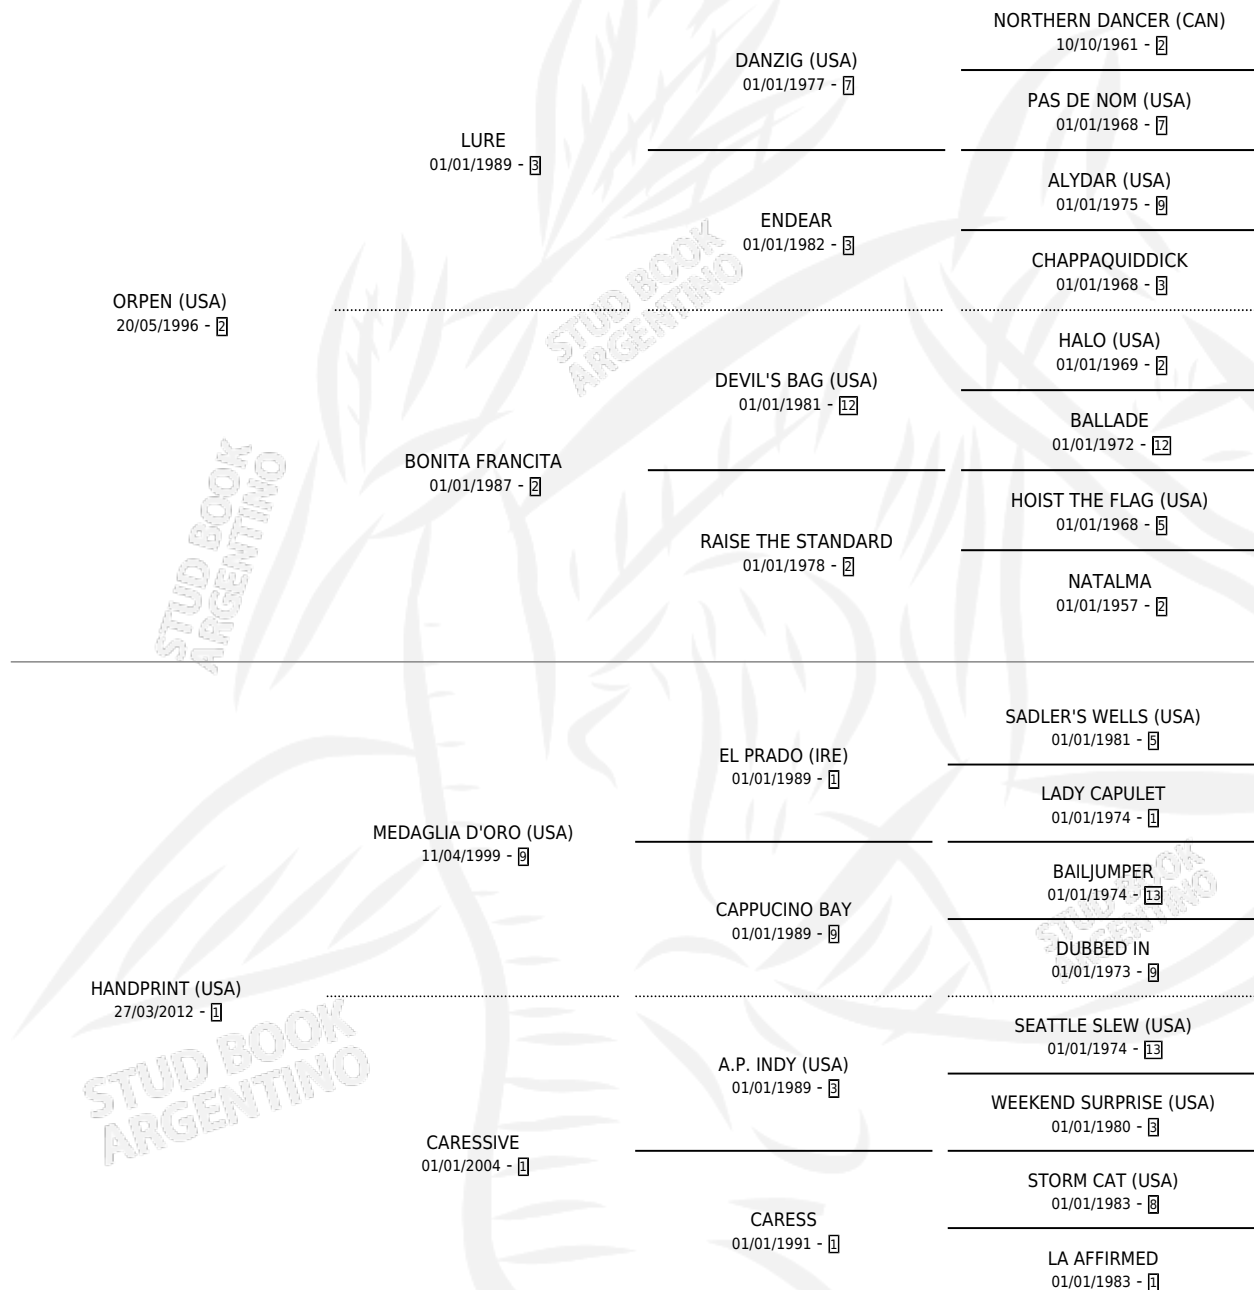 NORTHERN DANCER (CAN)
10/10/1961 - 2
DANZIG (USA)
01/01/1977 - 7
PAS DE NOM (USA)
01/01/1968 - 7
LURE
01/01/1989 - 3
ALYDAR (USA)
01/01/1975 - 9
ENDEAR
01/01/1982 - 3
CHAPPAQUIDDICK
01/01/1968 - 3
STUD BOOK
ARGENTINO
ORPEN (USA)
20/05/1996 - 2
HALO (USA)
01/01/1969 - 2
DEVIL'S BAG (USA)
01/01/1981 - 12
BALLADE
01/01/1972 - 12
BONITA FRANCITA
01/01/1987 - 2
HOIST THE FLAG (USA)
01/01/1968 - 5
RAISE THE STANDARD
01/01/1978 - 2
NATALMA
01/01/1957 - 2
STUD BOOK
ARGENTINO
SADLER'S WELLS (USA)
01/01/1981 - 5
EL PRADO (IRE)
01/01/1989 - 1
LADY CAPULET
01/01/1974 - 1
MEDAGLIA D'ORO (USA)
11/04/1999 - 9
BAILJUMPER
01/01/1974 - 13
CAPPUCINO BAY
01/01/1989 - 9
DUBBED IN
01/01/1973 - 9
STUD BOOK
ARGENTINO
HANDPRINT (USA)
27/03/2012 - 1
SEATTLE SLEW (USA)
01/01/1974 - 13
A.P. INDY (USA)
01/01/1989 - 3
WEEKEND SURPRISE (USA)
01/01/1980 - 3
STUD BOOK
ARGENTINO
CARESSIVE
01/01/2004 - 1
STORM CAT (USA)
01/01/1983 - 8
CARESS
01/01/1991 - 1
LA AFFIRMED
01/01/1983 - 1